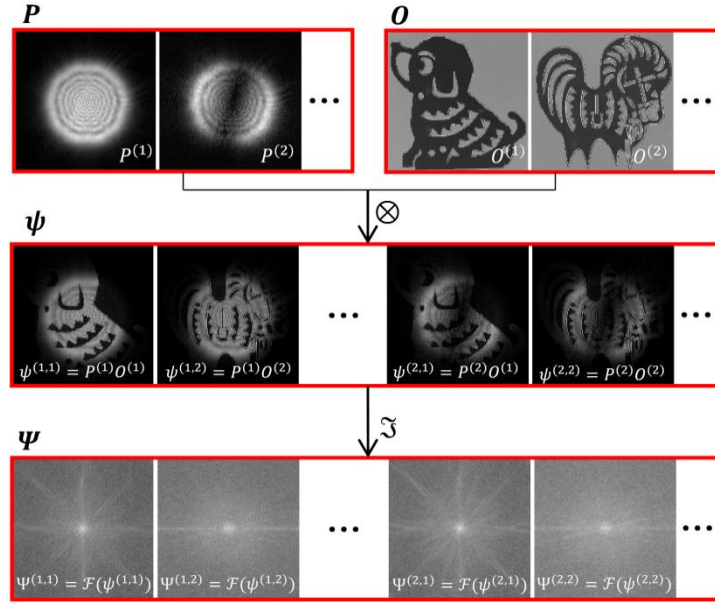 P O
P⁽¹⁾ P⁽²⁾ ••• O⁽¹⁾ O⁽²⁾ •••
⊗
ψ
ψ⁽¹,¹⁾ = P⁽¹⁾O⁽¹⁾ ψ⁽¹,²⁾ = P⁽¹⁾O⁽²⁾ ••• ψ⁽²,¹⁾ = P⁽²⁾O⁽¹⁾ ψ⁽²,²⁾ = P⁽²⁾O⁽²⁾ •••
ℑ
Ψ
Ψ⁽¹,¹⁾ = ℱ(ψ⁽¹,¹⁾) Ψ⁽¹,²⁾ = ℱ(ψ⁽¹,²⁾) ••• Ψ⁽²,¹⁾ = ℱ(ψ⁽²,¹⁾) Ψ⁽²,²⁾ = ℱ(ψ⁽²,²⁾) •••